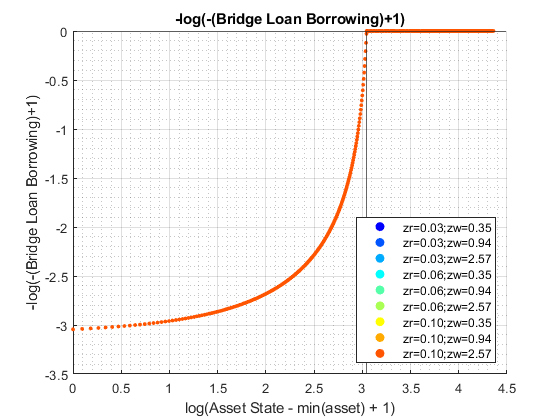 -log(-(Bridge Loan Borrowing)+1)
0
-0.5
-1
-1.5
-2
-2.5
-3
-3.5
-log(-(Bridge Loan Borrowing)+1)
zr=0.03;zw=0.35
zr=0.03;zw=0.94
zr=0.03;zw=2.57
zr=0.06;zw=0.35
zr=0.06;zw=0.94
zr=0.06;zw=2.57
zr=0.10;zw=0.35
zr=0.10;zw=0.94
zr=0.10;zw=2.57
0 0.5 1 1.5 2 2.5 3 3.5 4 4.5
log(Asset State - min(asset) + 1)